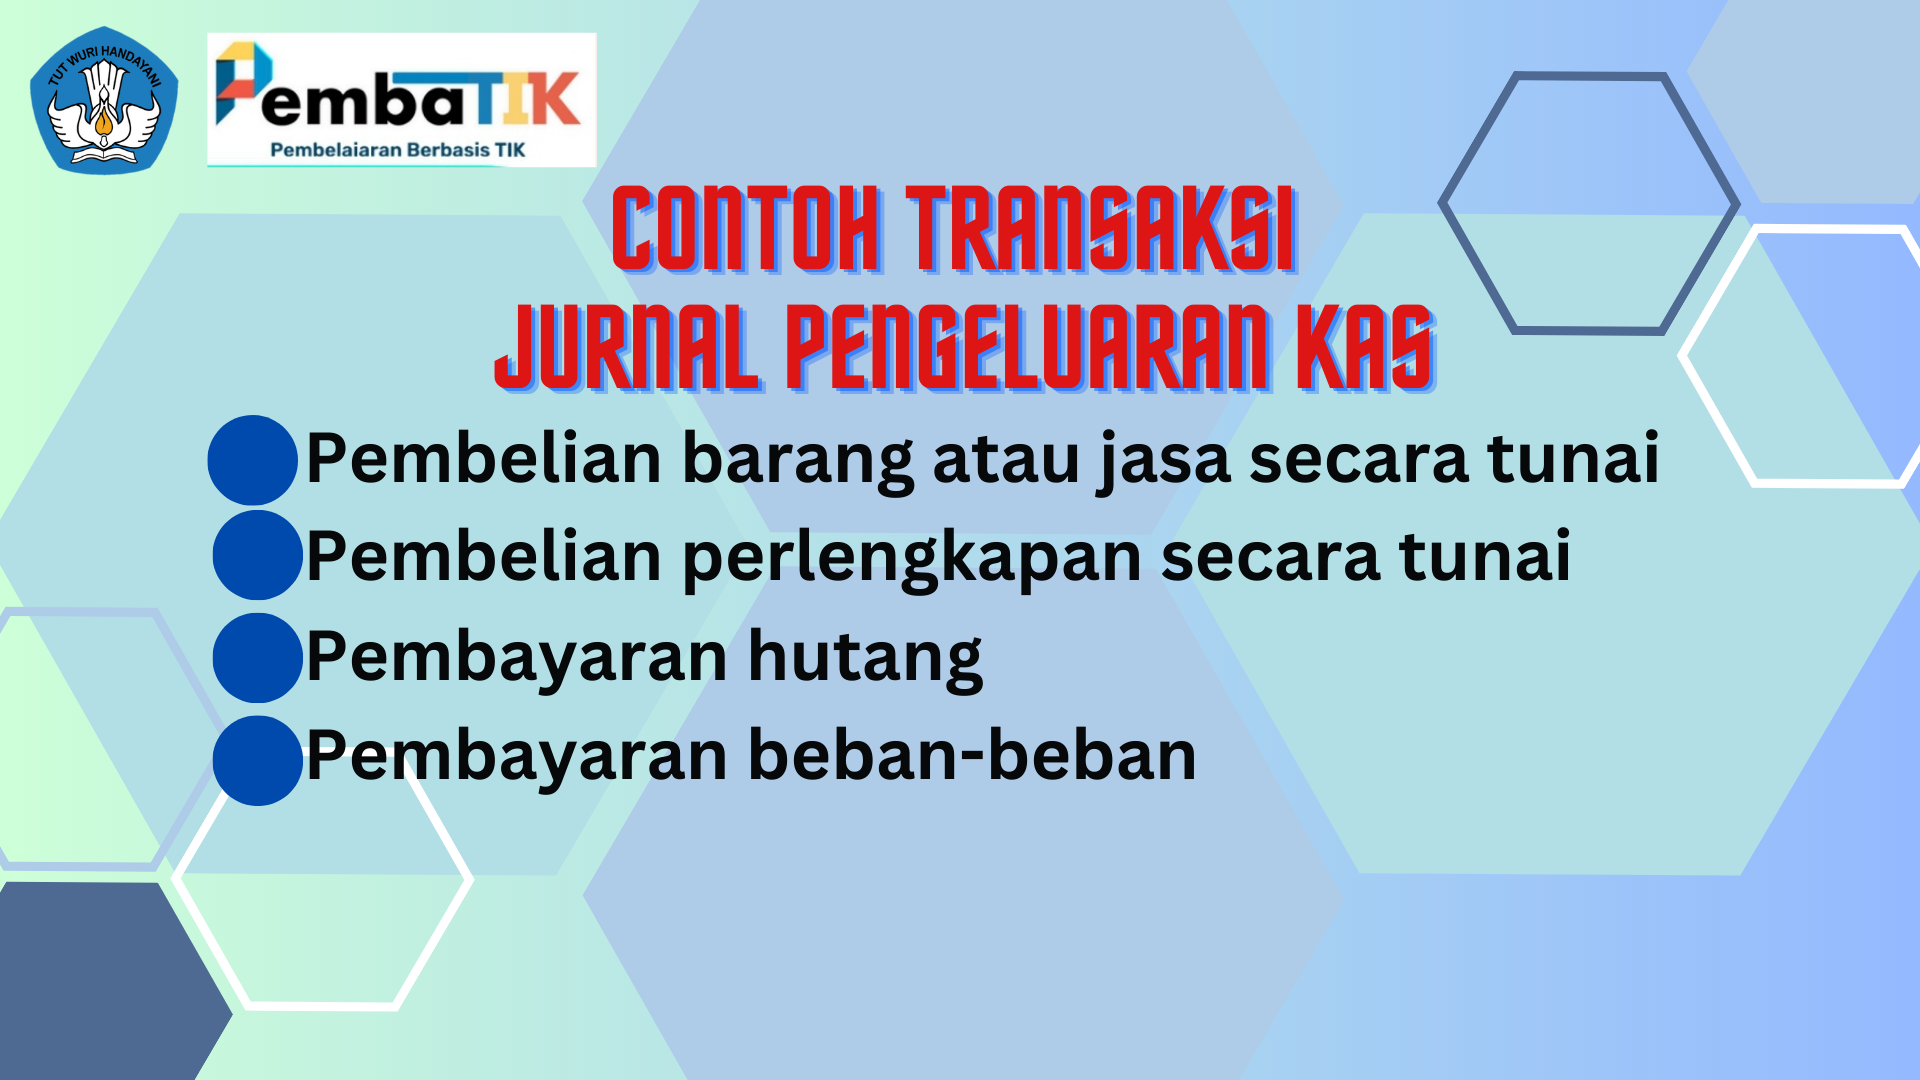 TUT WURI HANDAYANI
PembaTIK
Pembelaiaran Berbasis TIK
CONTOH TRANSAKSI
JURNAL PENGELUARAN KAS
Pembelian barang atau jasa secara tunai
Pembelian perlengkapan secara tunai
Pembayaran hutang
Pembayaran beban-beban